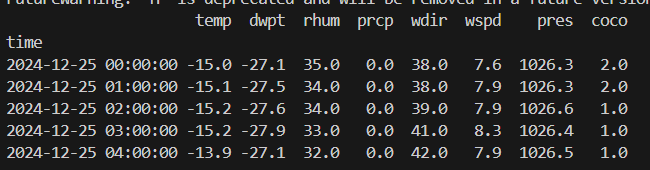 FutureWarning: 'H' is deprecated and will be removed in a future version
temp dwpt rhum prcp wdir wspd pres coco
time
2024-12-25 00:00:00 -15.0 -27.1 35.0 0.0 38.0 7.6 1026.3 2.0
2024-12-25 01:00:00 -15.1 -27.5 34.0 0.0 38.0 7.9 1026.3 2.0
2024-12-25 02:00:00 -15.2 -27.6 34.0 0.0 39.0 7.9 1026.6 1.0
2024-12-25 03:00:00 -15.2 -27.9 33.0 0.0 41.0 8.3 1026.4 1.0
2024-12-25 04:00:00 -13.9 -27.1 32.0 0.0 42.0 7.9 1026.5 1.0